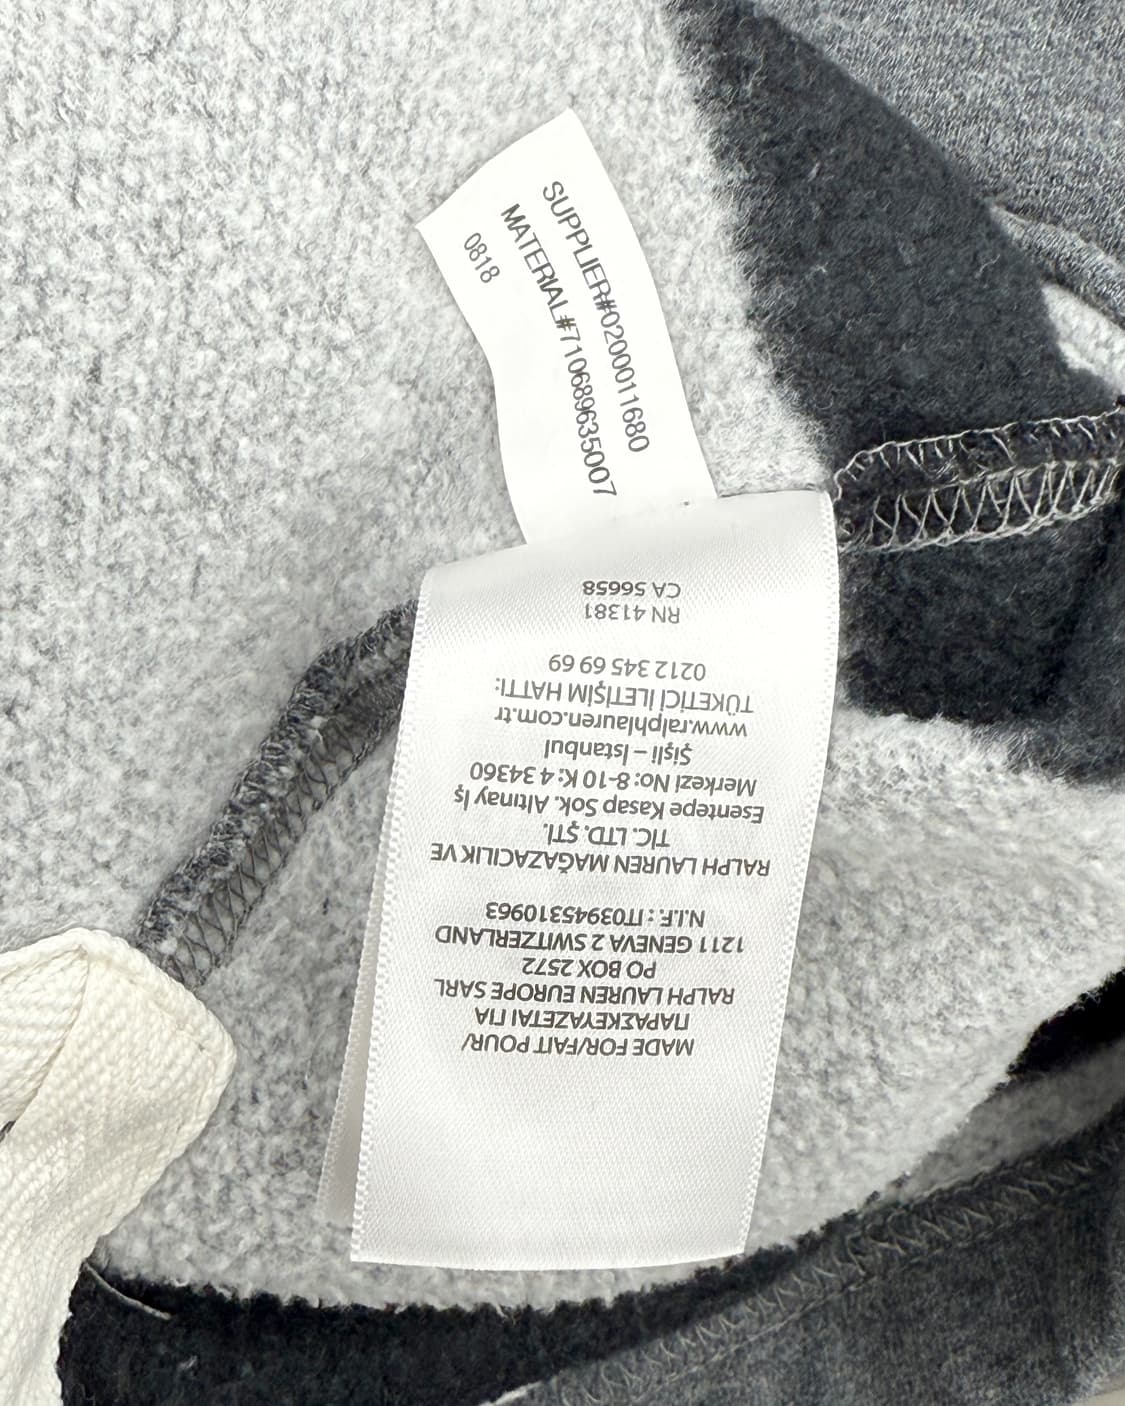 SUPPLIER#0200011680
MATERIAL#710689635007
0818
MADE FOR/FAIT POUR/
ΠΑΡΑΣΚΕΥΑΖΕΤΑΙ ΓΙΑ
RALPH LAUREN EUROPE SARL
PO BOX 2572
1211 GENEVA 2 SWITZERLAND
N.I.F. : IT03945310963
RALPH LAUREN MAĞAZACILIK VE
TİC. LTD. ŞTİ.
Esentepe Kasap Sok. Altınay İş
Merkezi No: 8-10 K: 4 34360
Şişli – İstanbul
www.ralphlauren.com.tr
TÜKETİCİ İLETİŞİM HATTI:
0212 345 69 69
RN 41381
CA 56658